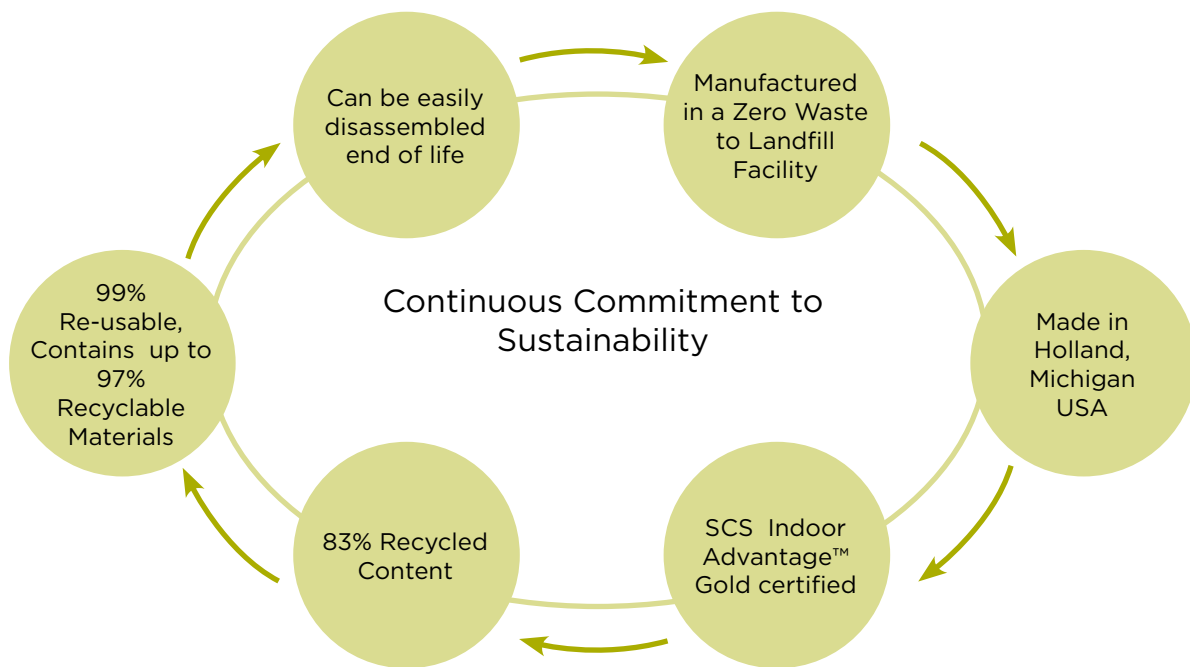 Can be easily
disassembled
end of life
Manufactured
in a Zero Waste
to Landfill
Facility
Made in
Holland,
Michigan
USA
SCS  Indoor
Advantage™
Gold certified
83% Recycled
Content
99%
Re-usable,
Contains  up to
97%
Recyclable
Materials
Continuous Commitment to
Sustainability